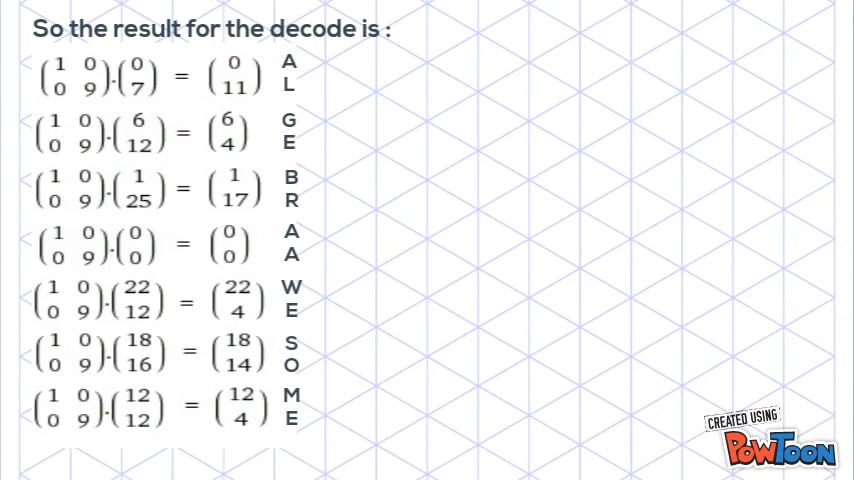 So the result for the decode is :
(1 0) . (0) = (0) A
(0 9) (7) (11) L
(1 0) . (6) = (6) G
(0 9) (12) (4) E
(1 0) . (1) = (1) B
(0 9) (25) (17) R
(1 0) . (0) = (0) A
(0 9) (0) (0) A
(1 0) . (22) = (22) W
(0 9) (12) (4) E
(1 0) . (18) = (18) S
(0 9) (16) (14) O
(1 0) . (12) = (12) M
(0 9) (12) (4) E
CREATED USING
POWTOON